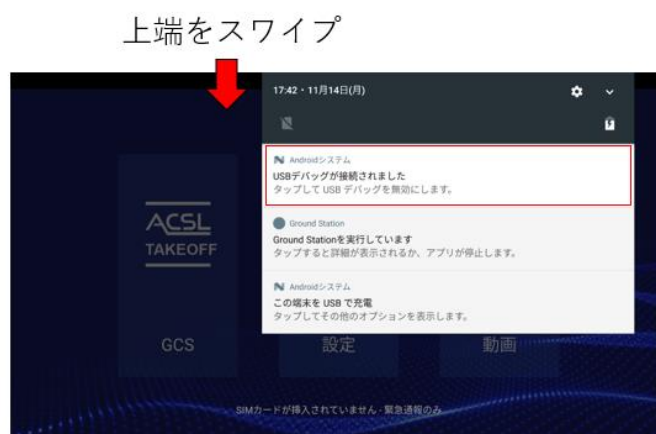 上端をスワイプ
17:42・11月14日(月)
Androidシステム
USBデバッグが接続されました
タップして USB デバッグを無効にします。
Ground Station
Ground Stationを実行しています
タップすると詳細が表示されるか、アプリが停止します。
Androidシステム
この端末を USB で充電
タップしてその他のオプションを表示します。
ACSL
TAKEOFF
GCS
設定
動画
SIMカードが挿入されていません - 緊急通報のみ